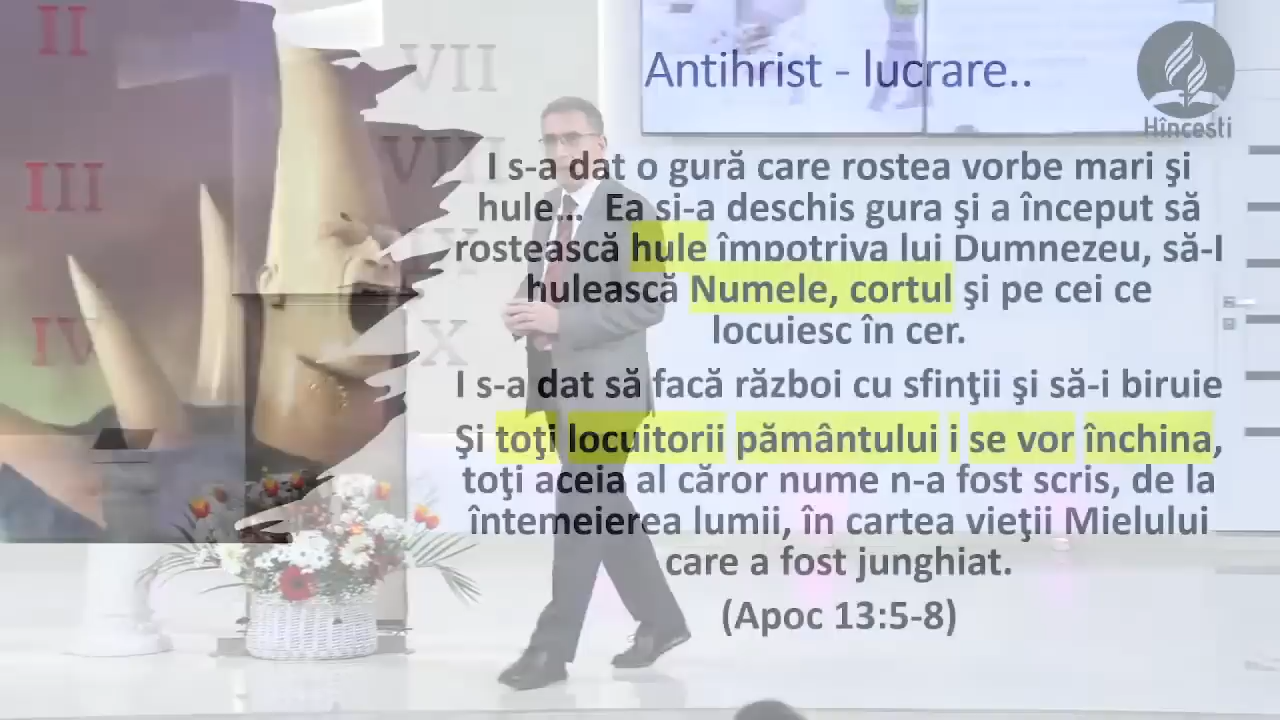 II
III
IV
VII
VIII
IX
X
Antihrist - lucrare..
Hîncești
I s-a dat o gură care rostea vorbe mari şi
hule... Ea si-a deschis gura şi a început să
rostească hule împotriva lui Dumnezeu, să-I
hulească Numele, cortul şi pe cei ce
locuiesc în cer.
I s-a dat să facă război cu sfinţii şi să-i biruie
Şi toţi locuitorii pământului i se vor închina,
toţi aceia al căror nume n-a fost scris, de la
întemeierea lumii, în cartea vieţii Mielului
care a fost junghiat.
(Apoc 13:5-8)